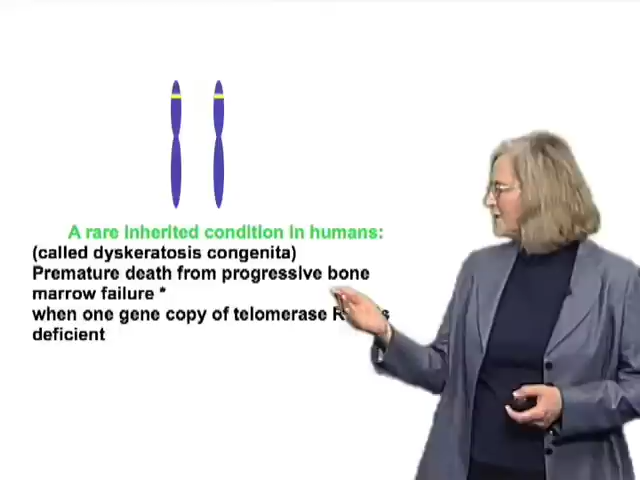 A rare inherited condition in humans:
(called dyskeratosis congenita)
Premature death from progressive bone
marrow failure *
when one gene copy of telomerase
deficient